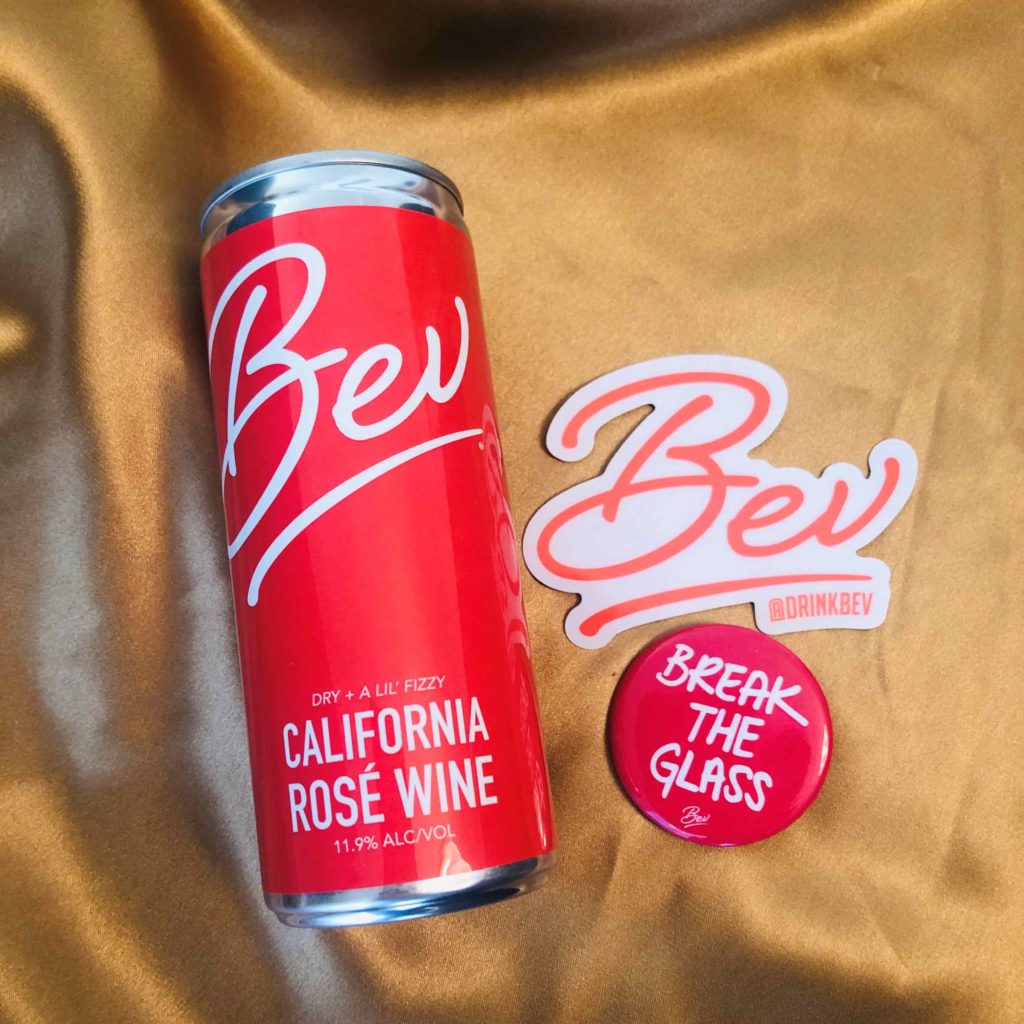 Bev
DRY + A LIL' FIZZY
CALIFORNIA
ROSÉ WINE
11.9% ALC/VOL
Bev
@DRINKBEV
BREAK
THE
GLASS
Bev